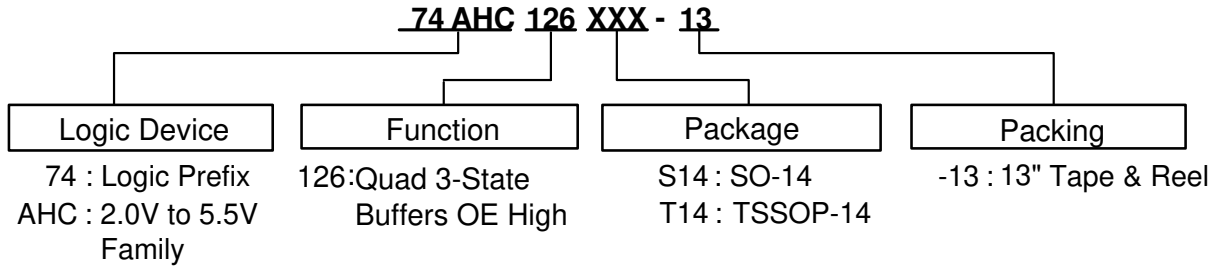 74 AHC 126 XXX - 13
Logic Device
Function
Package
Packing
74 : Logic Prefix
AHC : 2.0V to 5.5V
Family
126:Quad 3-State
Buffers OE High
S14 : SO-14
T14 : TSSOP-14
-13 : 13" Tape & Reel